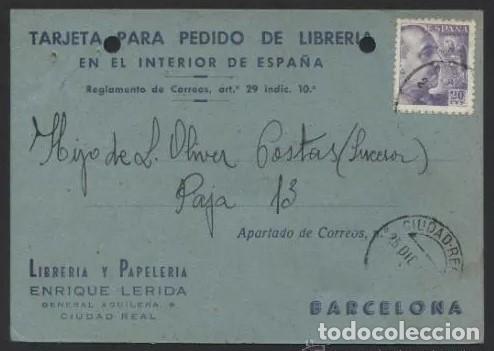 TARJETA PARA PEDIDO DE LIBRERIA
EN EL INTERIOR DE ESPAÑA
Reglamento de Correos, art.º 29 indic. 10.º
ESPAÑA
20
Hijo de L. Oliver Costas (Sucesor)
Paja 13
Apartado de Correos, n.º
CIUDAD-REAL
25 DIC
LIBRERIA Y PAPELERIA
ENRIQUE LERIDA
GENERAL AGUILERA, 9
CIUDAD REAL
BARCELONA
todocoleccion.net